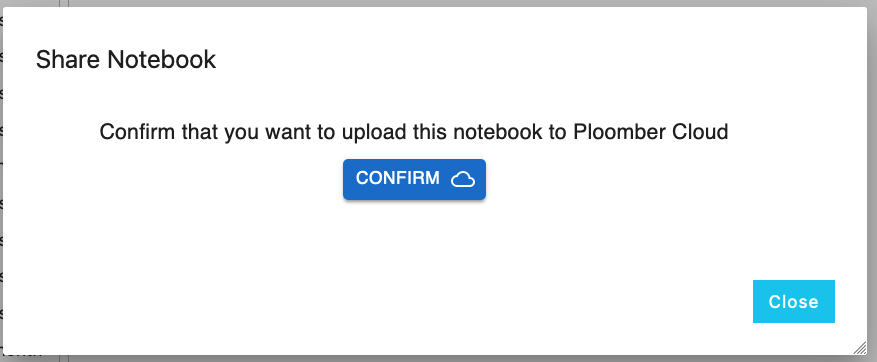 Share Notebook
Confirm that you want to upload this notebook to Ploomber Cloud
CONFIRM
Close